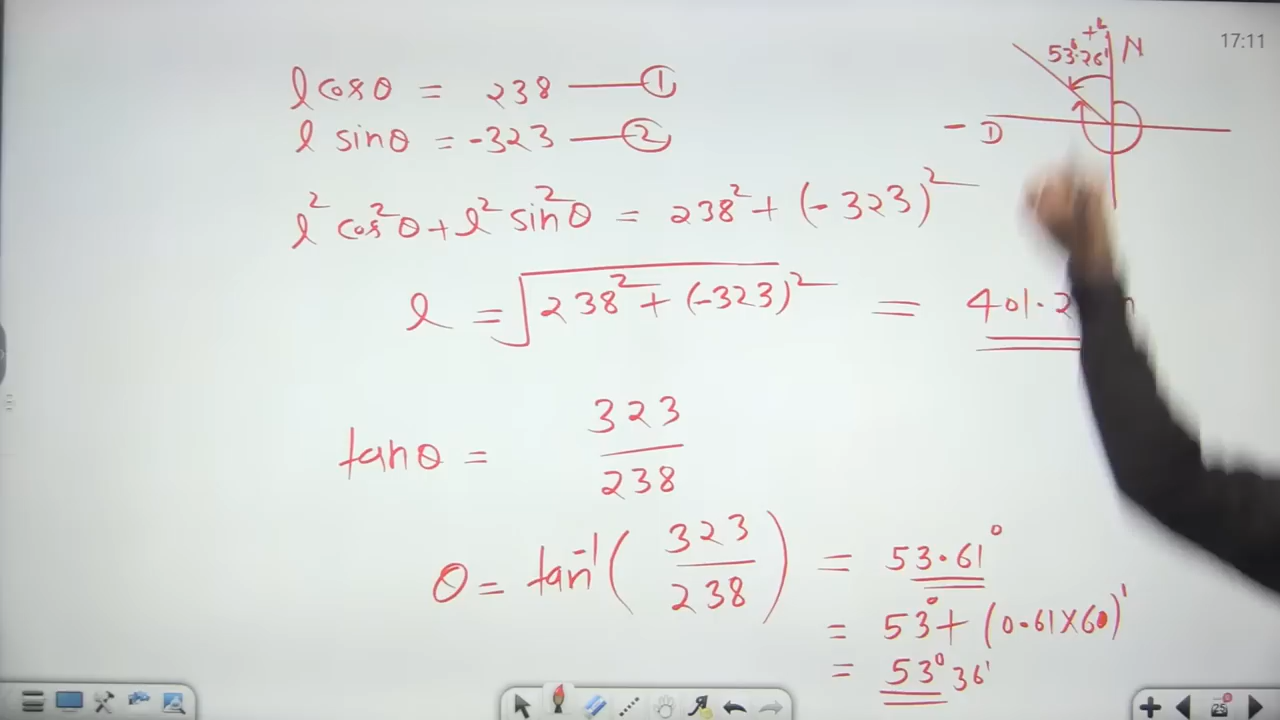 17:11
+L
53°26' N
- D
l cosθ = 238 —— ①
l sinθ = -323 —— ②
l² cos²θ + l² sin²θ = 238² + (-323)²
l = √238² + (-323)² = 401.2
tanθ = 323/238
θ = tan⁻¹(323/238) = 53.61°
= 53° + (0.61×60)'
= 53° 36'
25